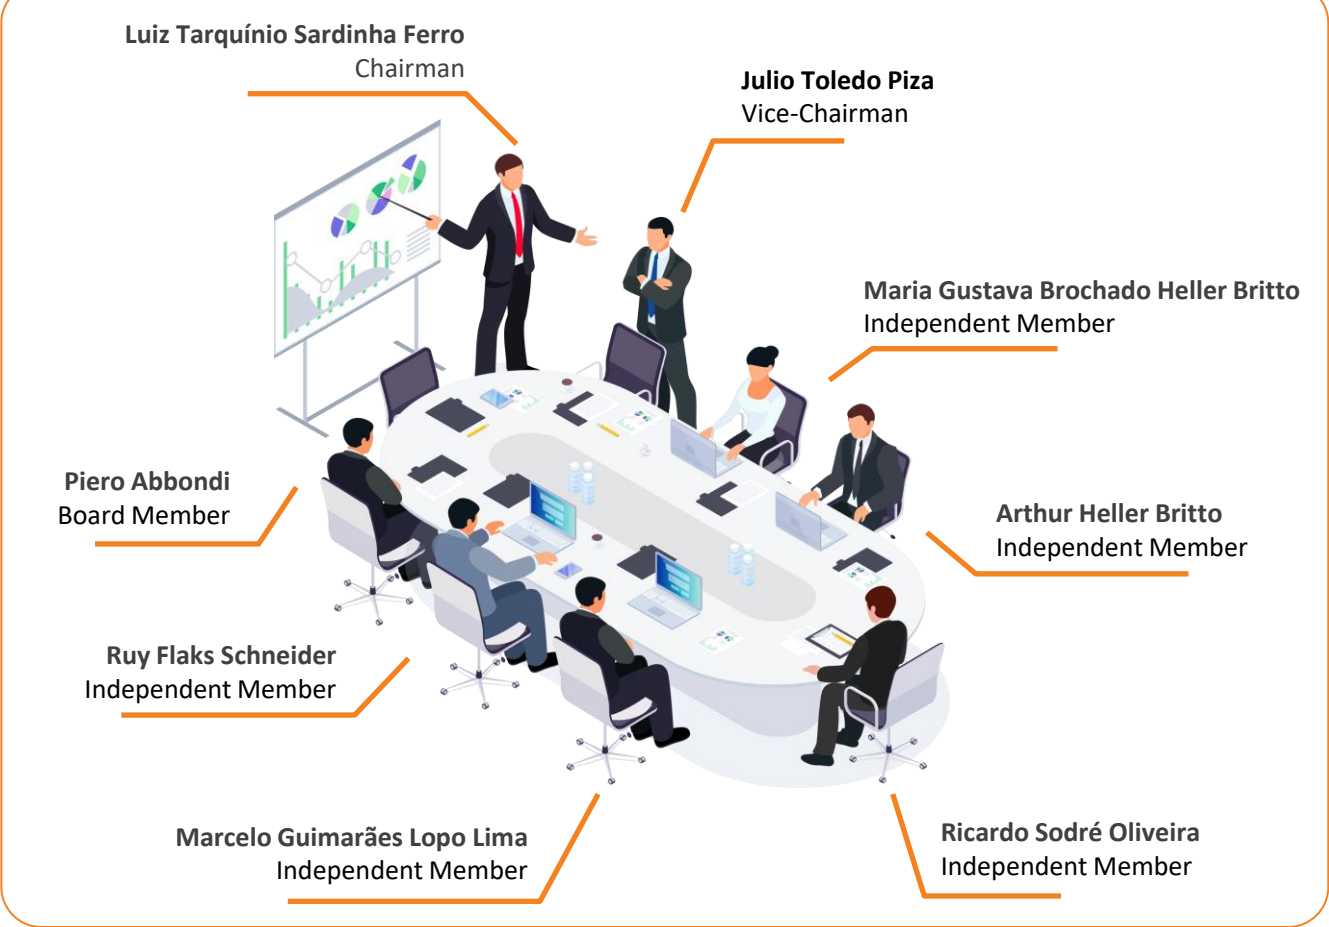 Luiz Tarquínio Sardinha Ferro
Chairman
Julio Toledo Piza
Vice-Chairman
Maria Gustava Brochado Heller Britto
Independent Member
Piero Abbondi
Board Member
Arthur Heller Britto
Independent Member
Ruy Flaks Schneider
Independent Member
Marcelo Guimarães Lopo Lima
Independent Member
Ricardo Sodré Oliveira
Independent Member